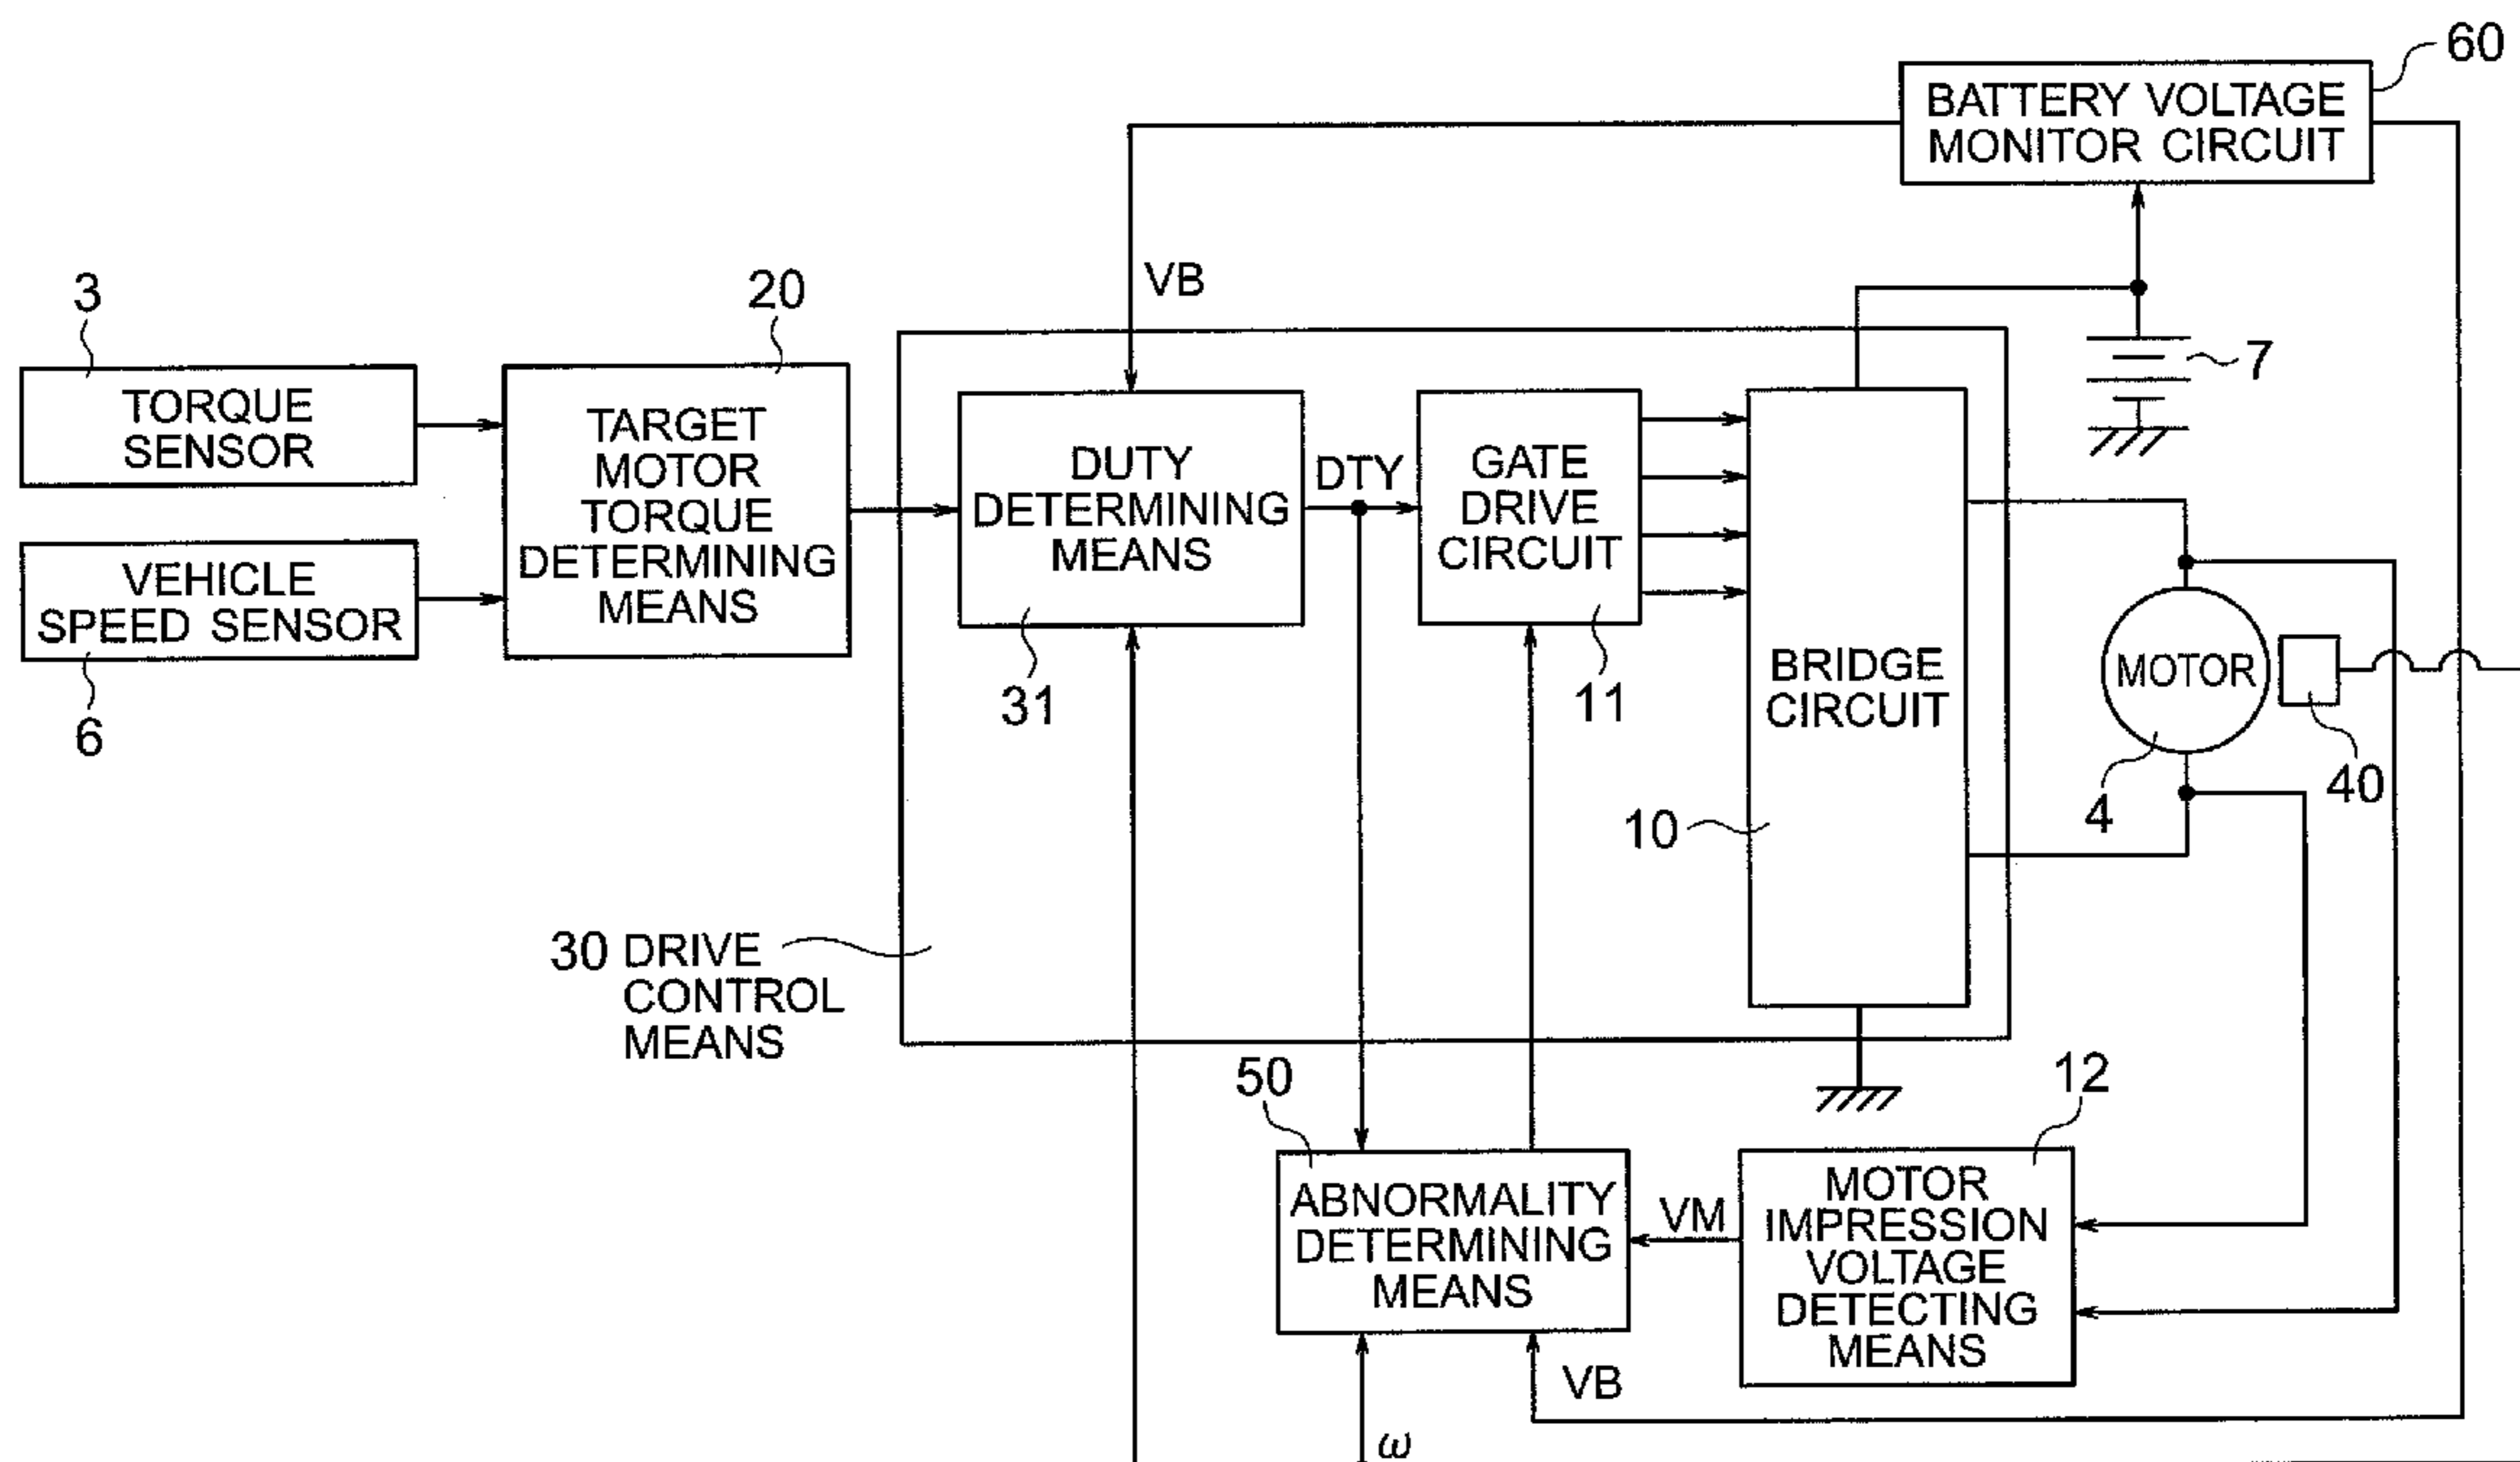 60
BATTERY VOLTAGE
MONITOR CIRCUIT
VB
3
20
7
TORQUE
SENSOR
TARGET
MOTOR
TORQUE
DETERMINING
MEANS
DUTY
DETERMINING
MEANS
DTY
GATE
DRIVE
CIRCUIT
VEHICLE
SPEED SENSOR
6
31
11
BRIDGE
CIRCUIT
MOTOR
10
4
40
30 DRIVE
CONTROL
MEANS
50
12
ABNORMALITY
DETERMINING
MEANS
VM
MOTOR
IMPRESSION
VOLTAGE
DETECTING
MEANS
VB
ω